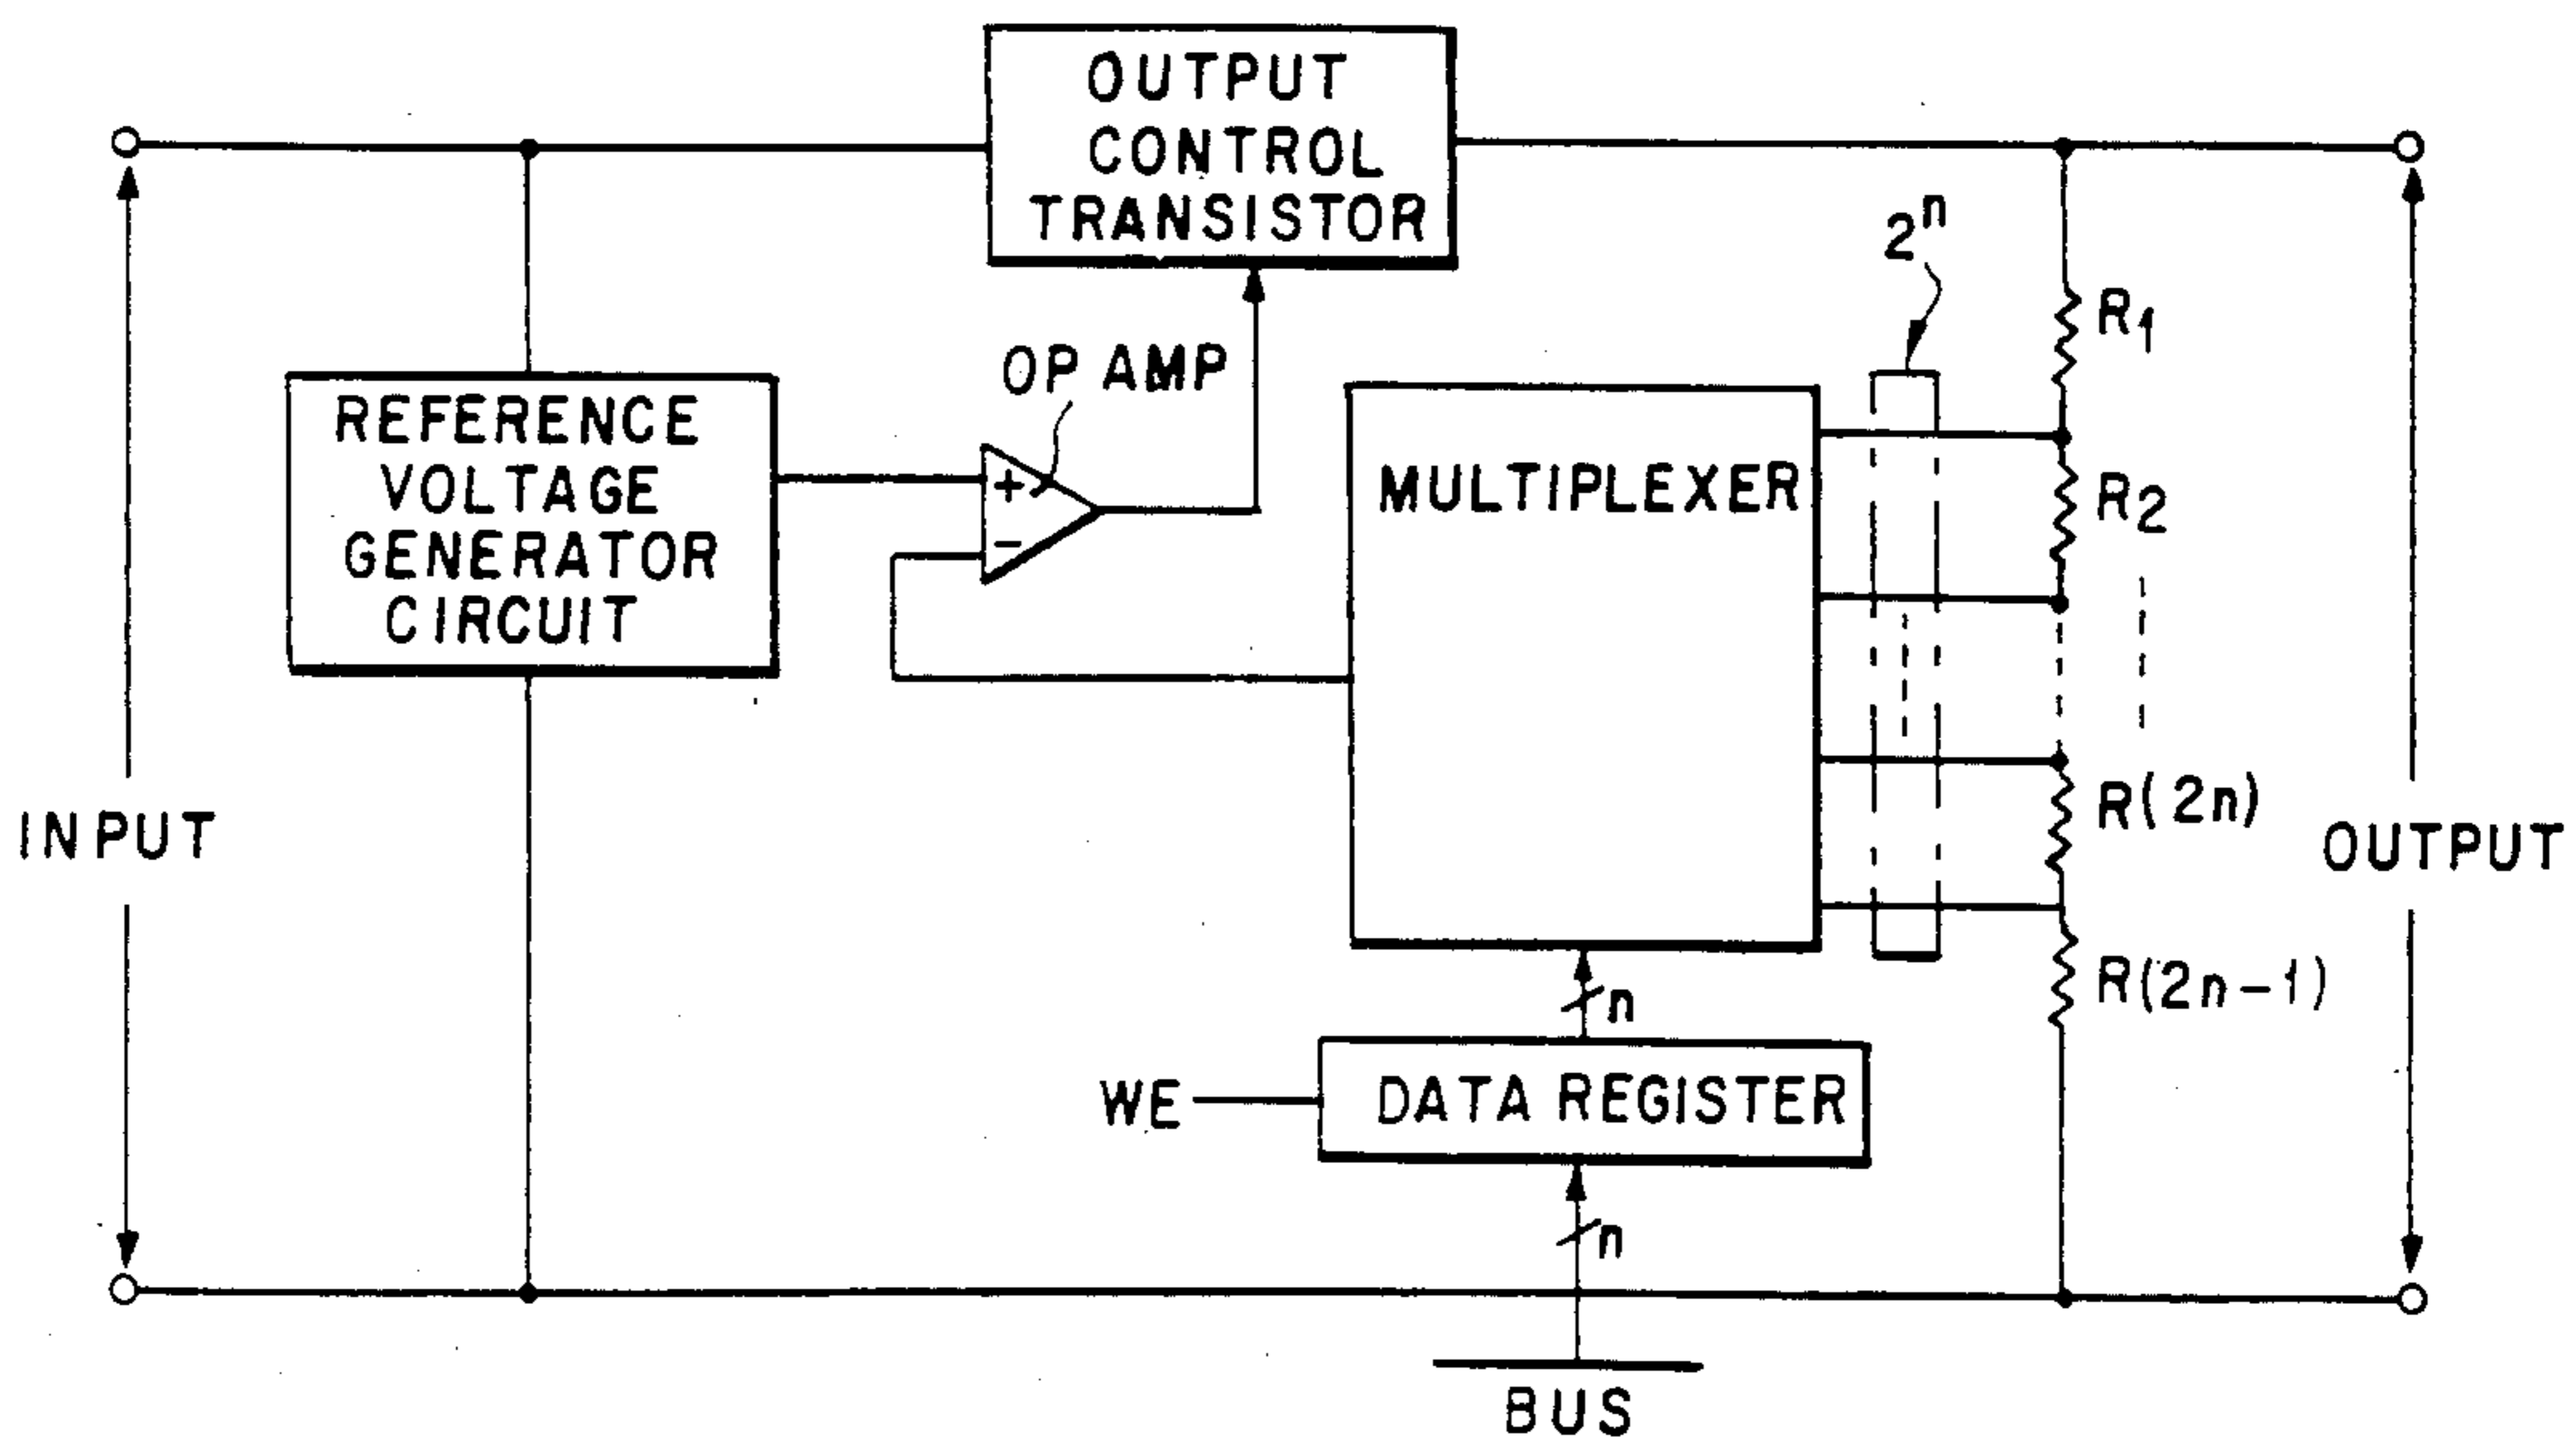 OUTPUT
CONTROL
TRANSISTOR
2ⁿ
R1
OP AMP
REFERENCE
VOLTAGE
GENERATOR
CIRCUIT
+
−
MULTIPLEXER
R2
INPUT
R(2n)
OUTPUT
R(2n−1)
n
WE
DATA REGISTER
n
BUS